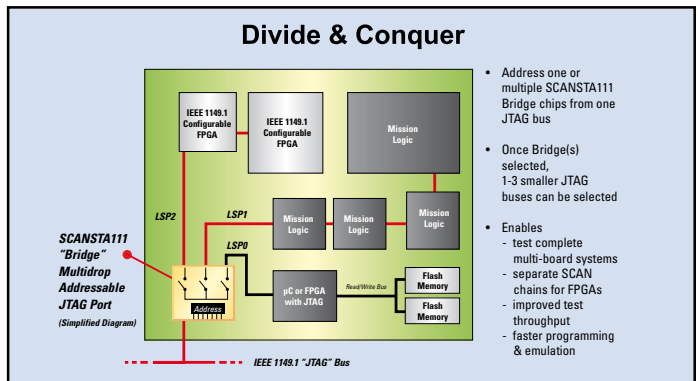 Divide & Conquer
IEEE 1149.1
Configurable
FPGA
IEEE 1149.1
Configurable
FPGA
Mission
Logic
LSP2
LSP1
Mission
Logic
Mission
Logic
Mission
Logic
LSP0
SCANSTA111
"Bridge"
Multidrop
Addressable
JTAG Port
(Simplified Diagram)
Address
µC or FPGA
with JTAG
Read/Write Bus
Flash
Memory
Flash
Memory
IEEE 1149.1 "JTAG" Bus
• Address one or
multiple SCANSTA111
Bridge chips from one
JTAG bus
• Once Bridge(s)
selected,
1-3 smaller JTAG
buses can be selected
• Enables
- test complete
multi-board systems
- separate SCAN
chains for FPGAs
- improved test
throughput
- faster programming
& emulation